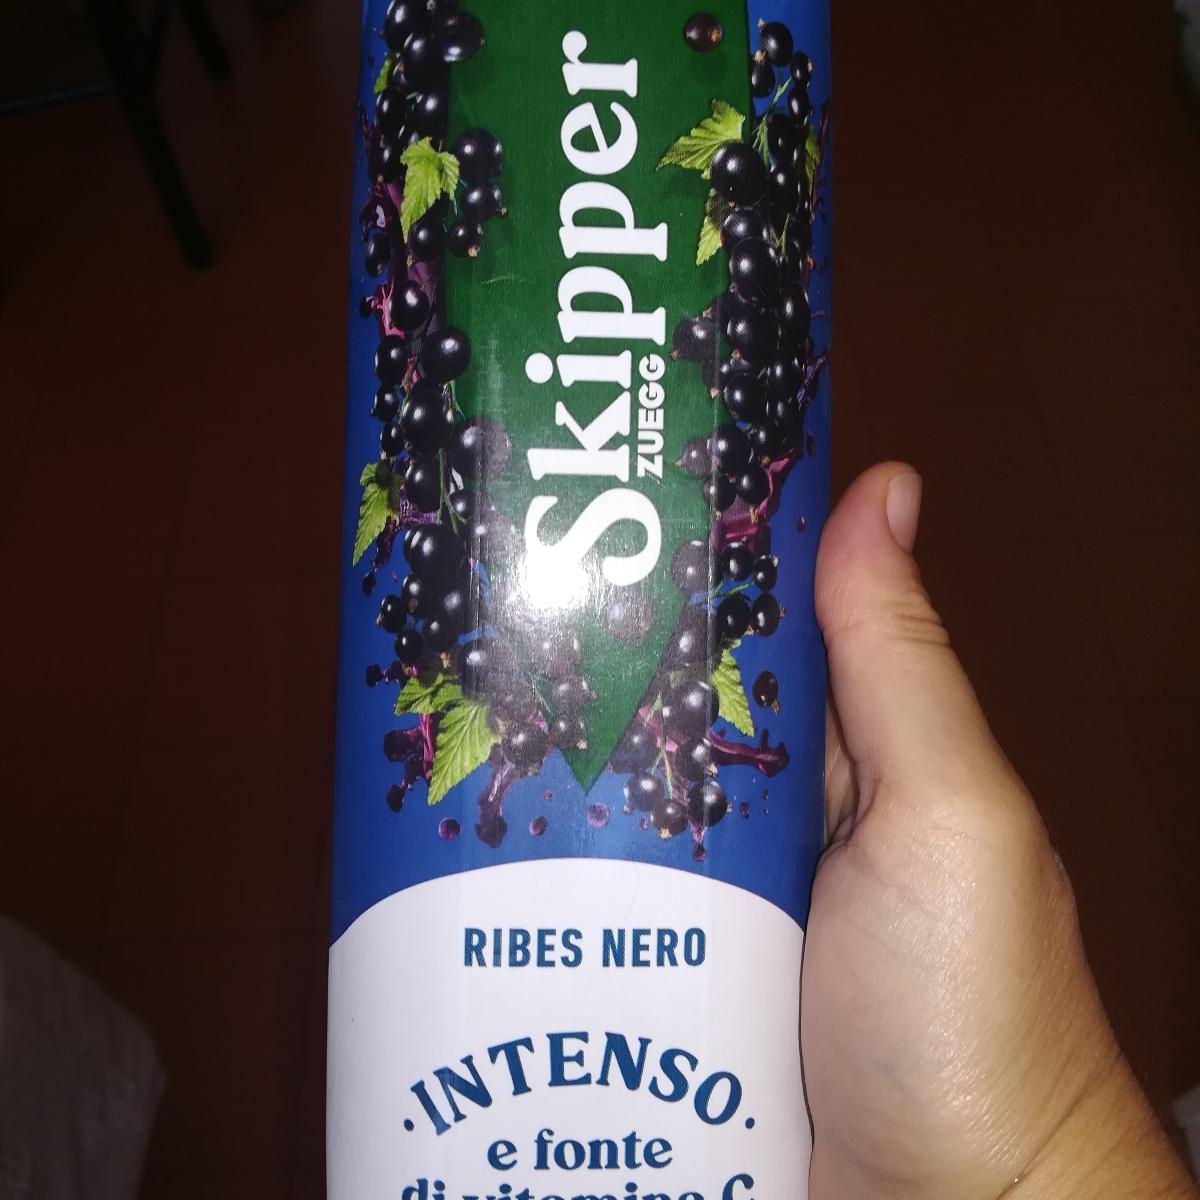 Skipper
ZUEGG
RIBES NERO
·INTENSO·
e fonte
di vitamina C